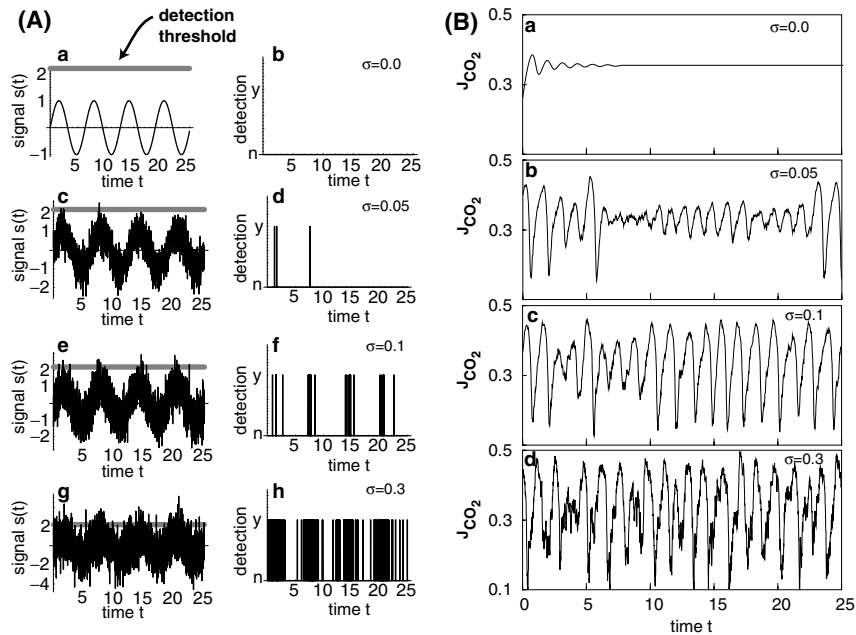 (A)
detection
threshold
a
signal s(t)
2
1
−1
5 10 15 20 25
time t
b
σ=0.0
detection
y
n
5 10 15 20 25
time t
c
signal s(t)
2
1
−1
−2
5 10 15 20 25
time t
d
σ=0.05
detection
y
n
5 10 15 20 25
time t
e
signal s(t)
2
1
−1
−2
5 10 15 20 25
time t
f
σ=0.1
detection
y
n
5 10 15 20 25
time t
g
signal s(t)
2
−2
−4
5 10 15 20 25
time t
h
σ=0.3
detection
y
n
5 10 15 20 25
time t
(B)
a
σ=0.0
0.5
0.3
JCO2
b
σ=0.05
0.5
0.3
JCO2
c
σ=0.1
0.5
0.3
JCO2
d
σ=0.3
0.5
0.3
0.1
JCO2
0 5 10 15 20 25
time t